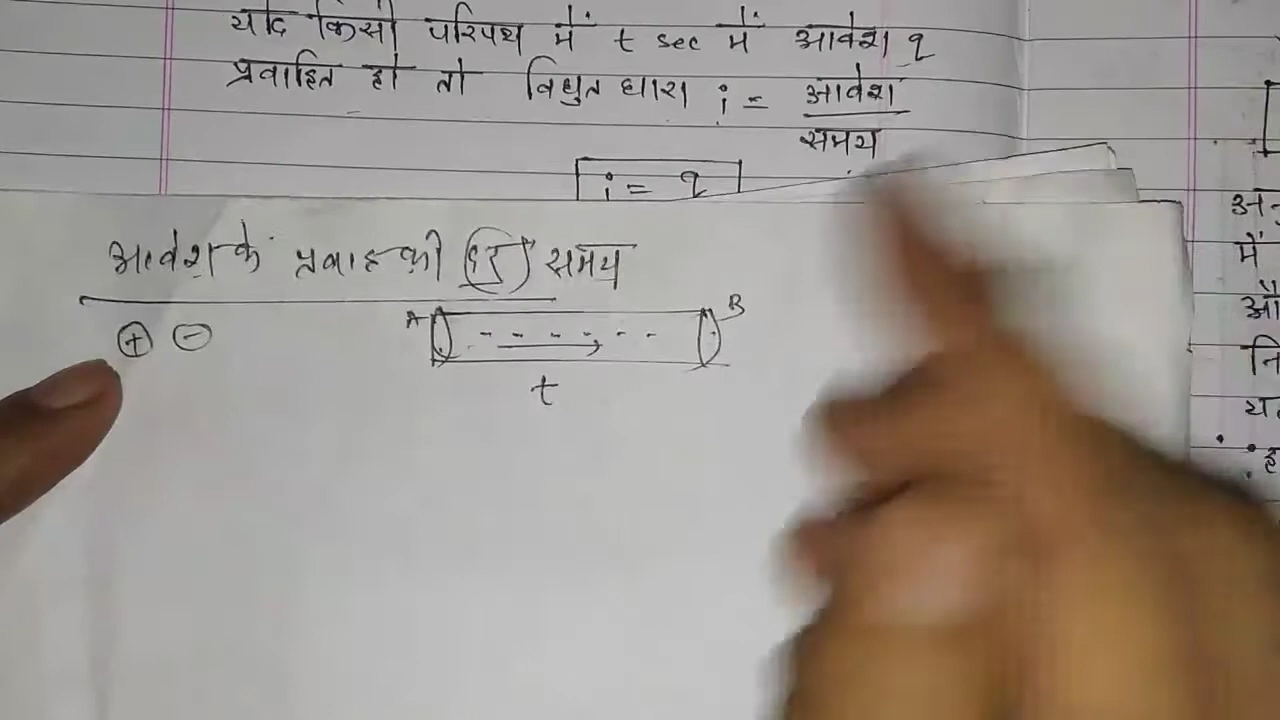 यदि किसी परिपथ में t sec में आवेश q
प्रवाहित हो तो विधुत धारा i = आवेश
समय
i = q
आवेश के प्रवाह की दर समय
A B
+ -
t
में